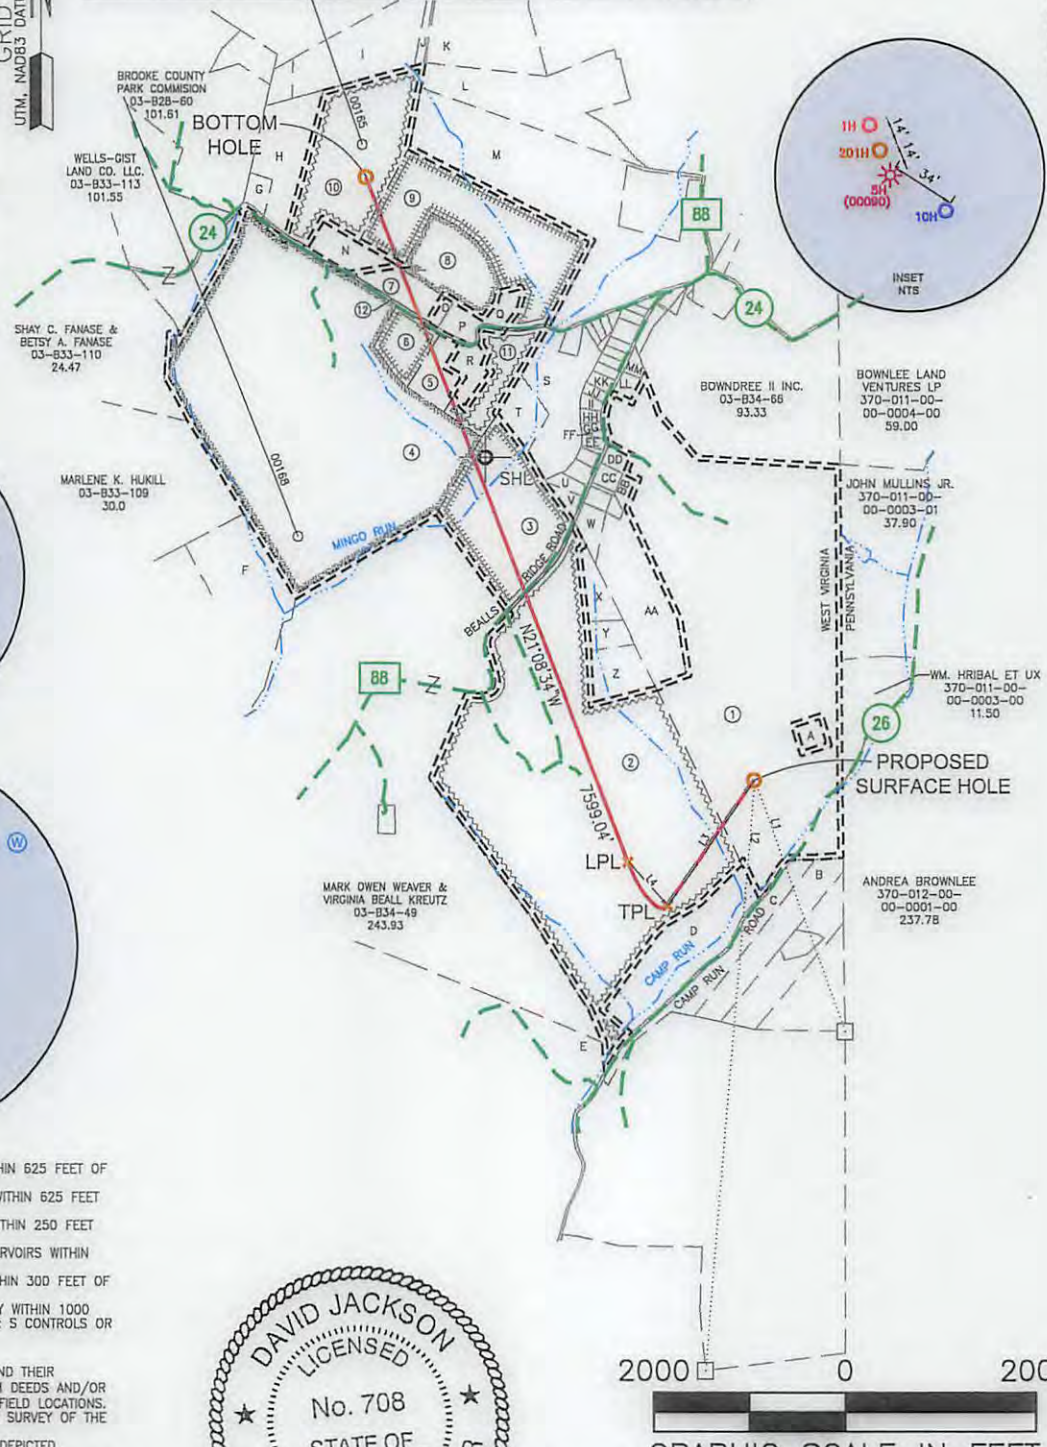 GRID
UTM, NAD83 DATU
N
BROOKE COUNTY
PARK COMMISION
03-B28-60
101.61
BOTTOM
HOLE
WELLS-GIST
LAND CO. LLC.
03-B33-113
101.55
24
SHAY C. FANASE &
BETSY A. FANASE
03-B33-110
24.47
MARLENE K. HUKILL
03-B33-109
30.0
00165
00168
MINGO RUN
G
H
I
K
L
M
N
O
P
Q
R
S
T
U
V
W
X
Y
Z
AA
BB
CC
DD
EE
FF
HH
KK
LL
MM
F
1
2
3
4
5
6
7
8
9
10
11
12
SHL
88
24
1H
201H
5H
(00090)
10H
14'
14'
34'
INSET
NTS
BOWNDREE II INC.
03-B34-66
93.33
BOWNLEE LAND
VENTURES LP
370-011-00-
00-0004-00
59.00
JOHN MULLINS JR.
370-011-00-
00-0003-01
37.90
WEST VIRGINIA
PENNSYLVANIA
BEALLS RIDGE ROAD
N21°08'34"W
7599.04'
88
WM. HRIBAL ET UX
370-011-00-
00-0003-00
11.50
26
A
PROPOSED
SURFACE HOLE
L1
L2
L3
L4
LPL
TPL
W
MARK OWEN WEAVER &
VIRGINIA BEALL KREUTZ
03-B34-49
243.93
ANDREA BROWNLEE
370-012-00-
00-0001-00
237.78
B
C
D
E
CAMP RUN
CAMP RUN ROAD
HIN 625 FEET OF
WITHIN 625 FEET
THIN 250 FEET
RVOIRS WITHIN
HIN 300 FEET OF
Y WITHIN 1000
S CONTROLS OR
ND THEIR
DEEDS AND/OR
FIELD LOCATIONS.
SURVEY OF THE
DEPICTED
DAVID JACKSON
LICENSED
No. 708
STATE OF
2000 0 200
GRAPHIC SCALE IN FEET